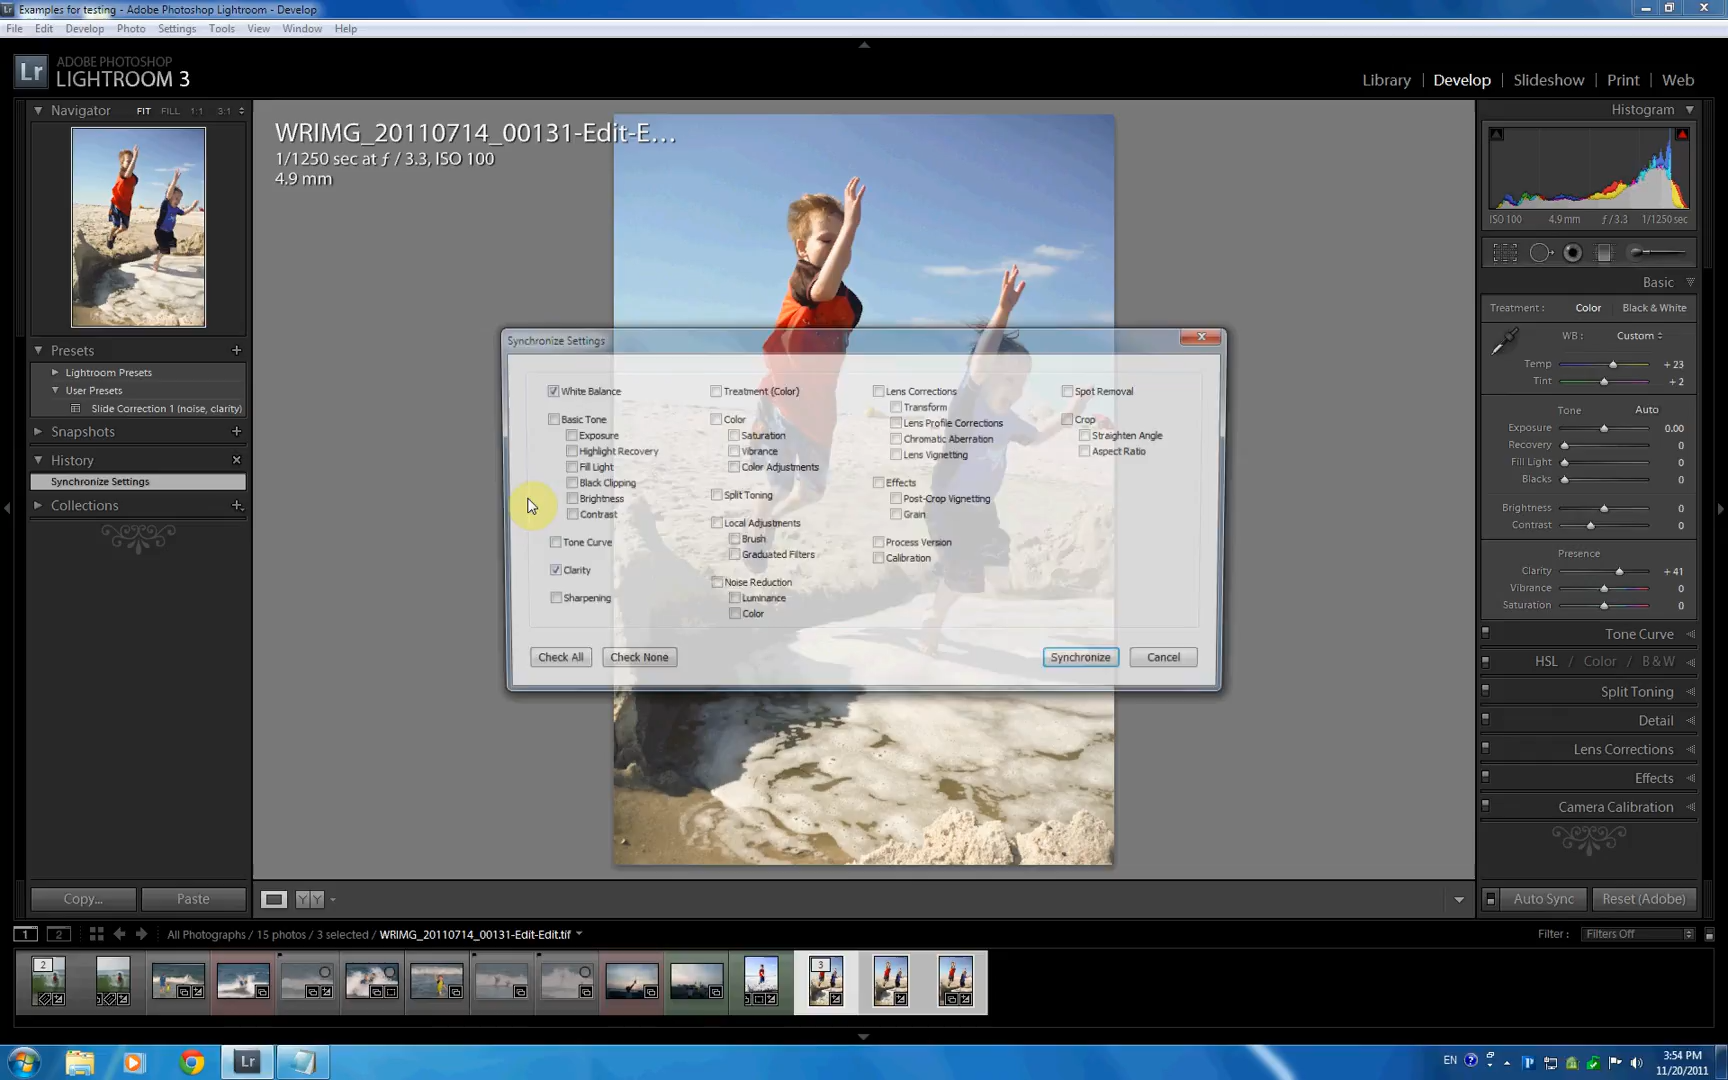 Examples for testing - Adobe Photoshop Lightroom - Develop
File Edit Develop Photo Settings Tools View Window Help
Lr ADOBE PHOTOSHOP
LIGHTROOM 3
Library | Develop | Slideshow | Print | Web
Navigator FIT FILL 1:1 3:1
Histogram
WRIMG_20110714_00131-Edit-E...
1/1250 sec at ƒ / 3.3, ISO 100
4.9 mm
ISO 100 4.9 mm ƒ / 3.3 1/1250 sec
Basic
Treatment : Color Black & White
WB : Custom
Temp +23
Tint +2
Tone Auto
Exposure 0.00
Recovery 0
Fill Light 0
Blacks 0
Brightness 0
Contrast 0
Presence
Clarity +41
Vibrance 0
Saturation 0
Tone Curve
HSL / Color / B & W
Split Toning
Detail
Lens Corrections
Effects
Camera Calibration
Presets
Lightroom Presets
User Presets
Slide Correction 1 (noise, clarity)
Snapshots
History
Synchronize Settings
Collections
Synchronize Settings
White Balance
Basic Tone
Exposure
Highlight Recovery
Fill Light
Black Clipping
Brightness
Contrast
Tone Curve
Clarity
Sharpening
Treatment (Color)
Color
Saturation
Vibrance
Color Adjustments
Split Toning
Local Adjustments
Brush
Graduated Filters
Noise Reduction
Luminance
Color
Lens Corrections
Transform
Lens Profile Corrections
Chromatic Aberration
Lens Vignetting
Effects
Post-Crop Vignetting
Grain
Process Version
Calibration
Spot Removal
Crop
Straighten Angle
Aspect Ratio
Check All Check None Synchronize Cancel
Copy... Paste
Y Y
Auto Sync Reset (Adobe)
1 2 All Photographs / 15 photos / 3 selected / WRIMG_20110714_00131-Edit-Edit.tif
Filter : Filters Off
2
3
Lr
EN
3:54 PM
11/20/2011